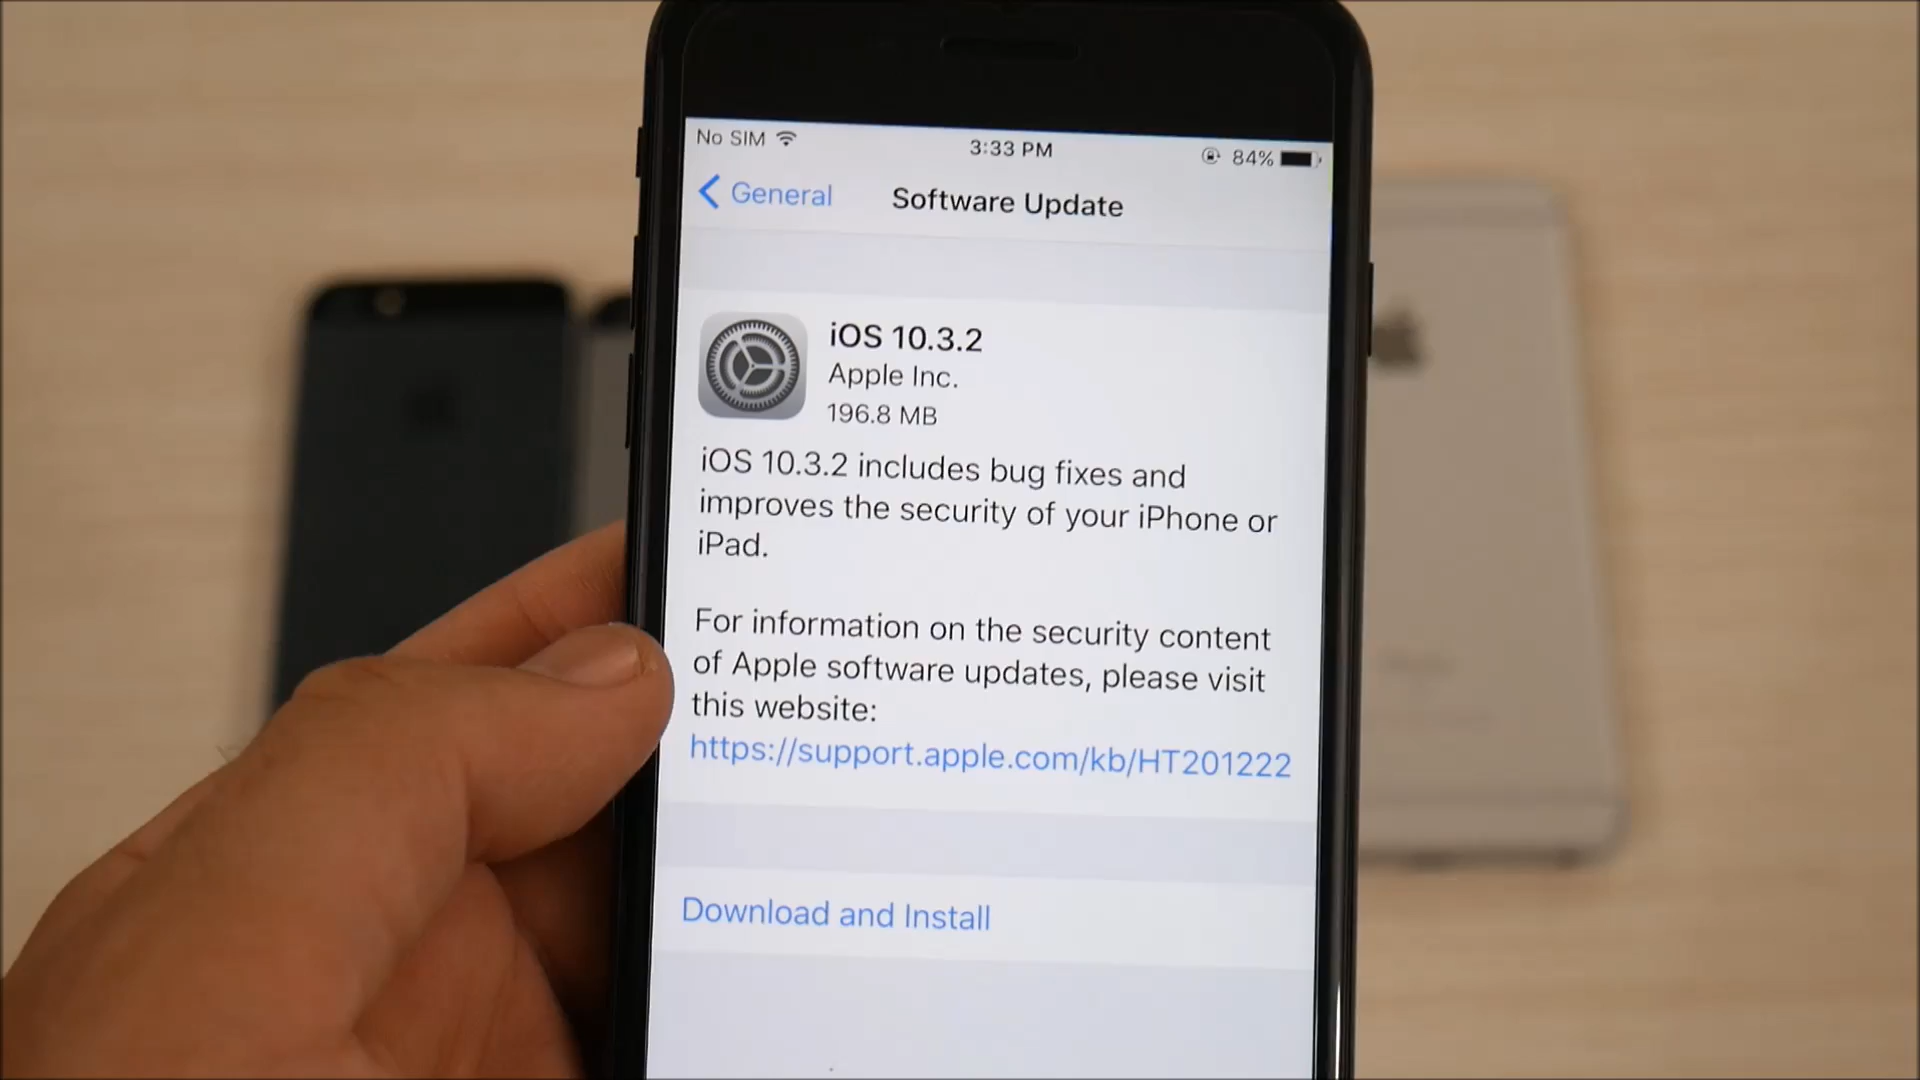 No SIM
3:33 PM
84%
General
Software Update
iOS 10.3.2
Apple Inc.
196.8 MB
iOS 10.3.2 includes bug fixes and
improves the security of your iPhone or
iPad.
For information on the security content
of Apple software updates, please visit
this website:
https://support.apple.com/kb/HT201222
Download and Install